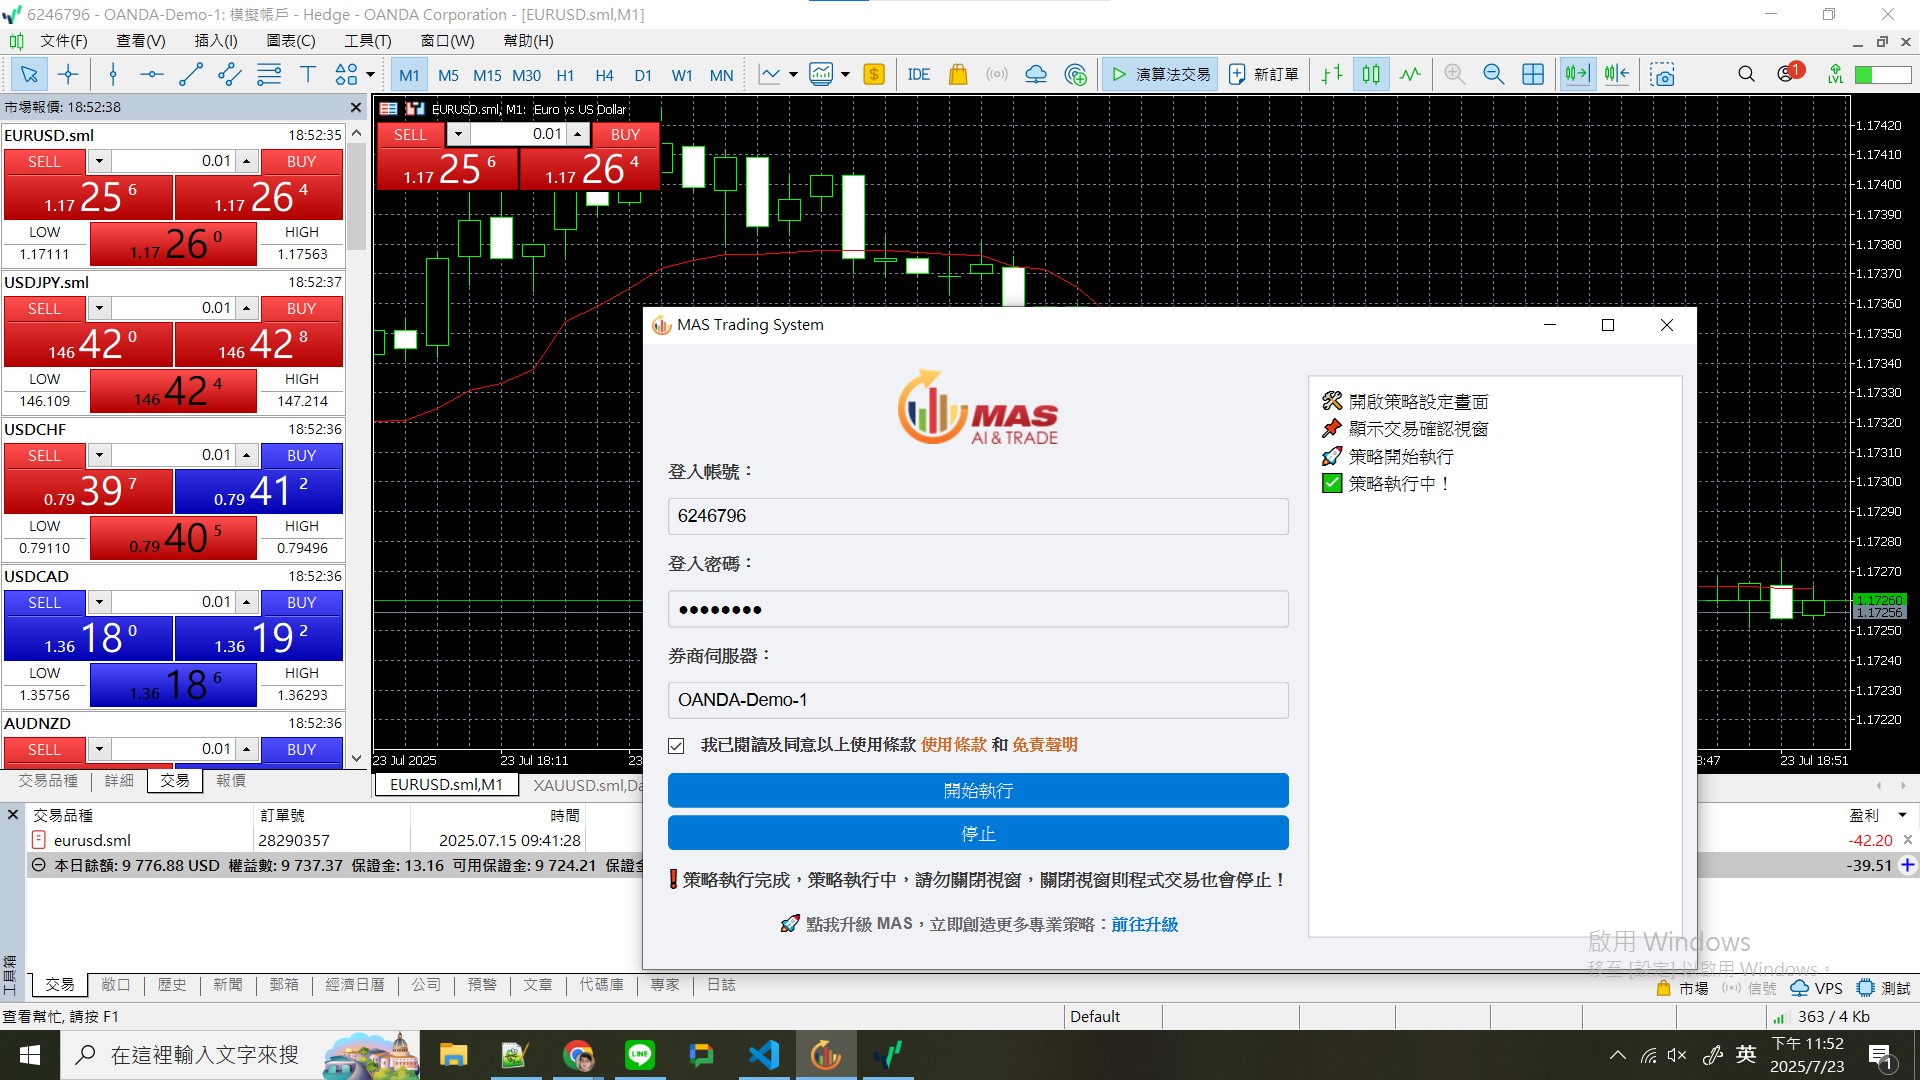 6246796 - OANDA-Demo-1: 模擬帳戶 - Hedge - OANDA Corporation - [EURUSD.sml,M1]
文件(F) 查看(V) 插入(I) 圖表(C) 工具(T) 窗口(W) 幫助(H)
M1 M5 M15 M30 H1 H4 D1 W1 MN IDE 演算法交易 新訂單 1 LVL
市場報價: 18:52:38
EURUSD.sml 18:52:35
SELL 0.01 BUY
1.17 25 6 1.17 26 4
LOW 1.17 26 0 HIGH
1.17111 1.17563
USDJPY.sml 18:52:37
SELL 0.01 BUY
146 42 0 146 42 8
LOW 146 42 4 HIGH
146.109 147.214
USDCHF 18:52:36
SELL 0.01 BUY
0.79 39 7 0.79 41 2
LOW 0.79 40 5 HIGH
0.79110 0.79496
USDCAD 18:52:36
SELL 0.01 BUY
1.36 18 0 1.36 19 2
LOW 1.36 18 6 HIGH
1.35756 1.36293
AUDNZD 18:52:36
SELL 0.01 BUY
交易品種 詳細 交易 報價
EURUSD.sml, M1: Euro vs US Dollar
SELL 0.01 BUY
1.17 25 6 1.17 26 4
1.17420
1.17410
1.17400
1.17390
1.17380
1.17370
1.17360
1.17350
1.17340
1.17330
1.17320
1.17310
1.17300
1.17290
1.17280
1.17270
1.17260
1.17256
1.17250
1.17240
1.17230
1.17220
23 Jul 2025 23 Jul 18:11 23 3:47 23 Jul 18:51
EURUSD.sml,M1 XAUUSD.sml,Da
MAS Trading System
MAS
AI & TRADE
登入帳號：
6246796
登入密碼：
●●●●●●●●
券商伺服器：
OANDA-Demo-1
我已閱讀及同意以上使用條款 使用條款 和 免責聲明
開始執行
停止
❗策略執行完成，策略執行中，請勿關閉視窗，關閉視窗則程式交易也會停止！
🚀 點我升級 MAS，立即創造更多專業策略：前往升級
🛠 開啟策略設定畫面
📌 顯示交易確認視窗
🚀 策略開始執行
✅ 策略執行中！
交易品種 訂單號 時間 盈利
eurusd.sml 28290357 2025.07.15 09:41:28 -42.20
本日餘額: 9 776.88 USD 權益數: 9 737.37 保證金: 13.16 可用保證金: 9 724.21 保證金 -39.51
工具箱
交易 敞口 歷史 新聞 郵箱 經濟日曆 公司 預警 文章 代碼庫 專家 日誌
市場 信號 VPS 測試
啟用 Windows
移至 [設定] 以啟用 Windows。
查看幫忙, 請按 F1 Default 363 / 4 Kb
在這裡輸入文字來搜 LINE 英 下午 11:52
2025/7/23 1